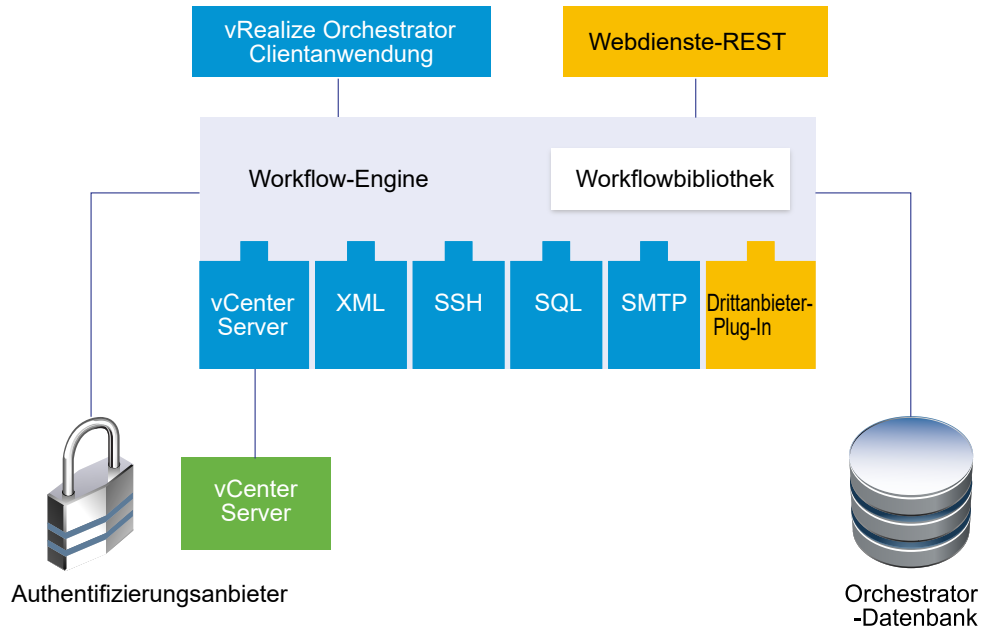 vRealize Orchestrator
Clientanwendung
Webdienste-REST
Workflow-Engine
Workflowbibliothek
vCenter
Server
XML
SSH
SQL
SMTP
Drittanbieter-
Plug-In
vCenter
Server
Authentifizierungsanbieter
Orchestrator
-Datenbank